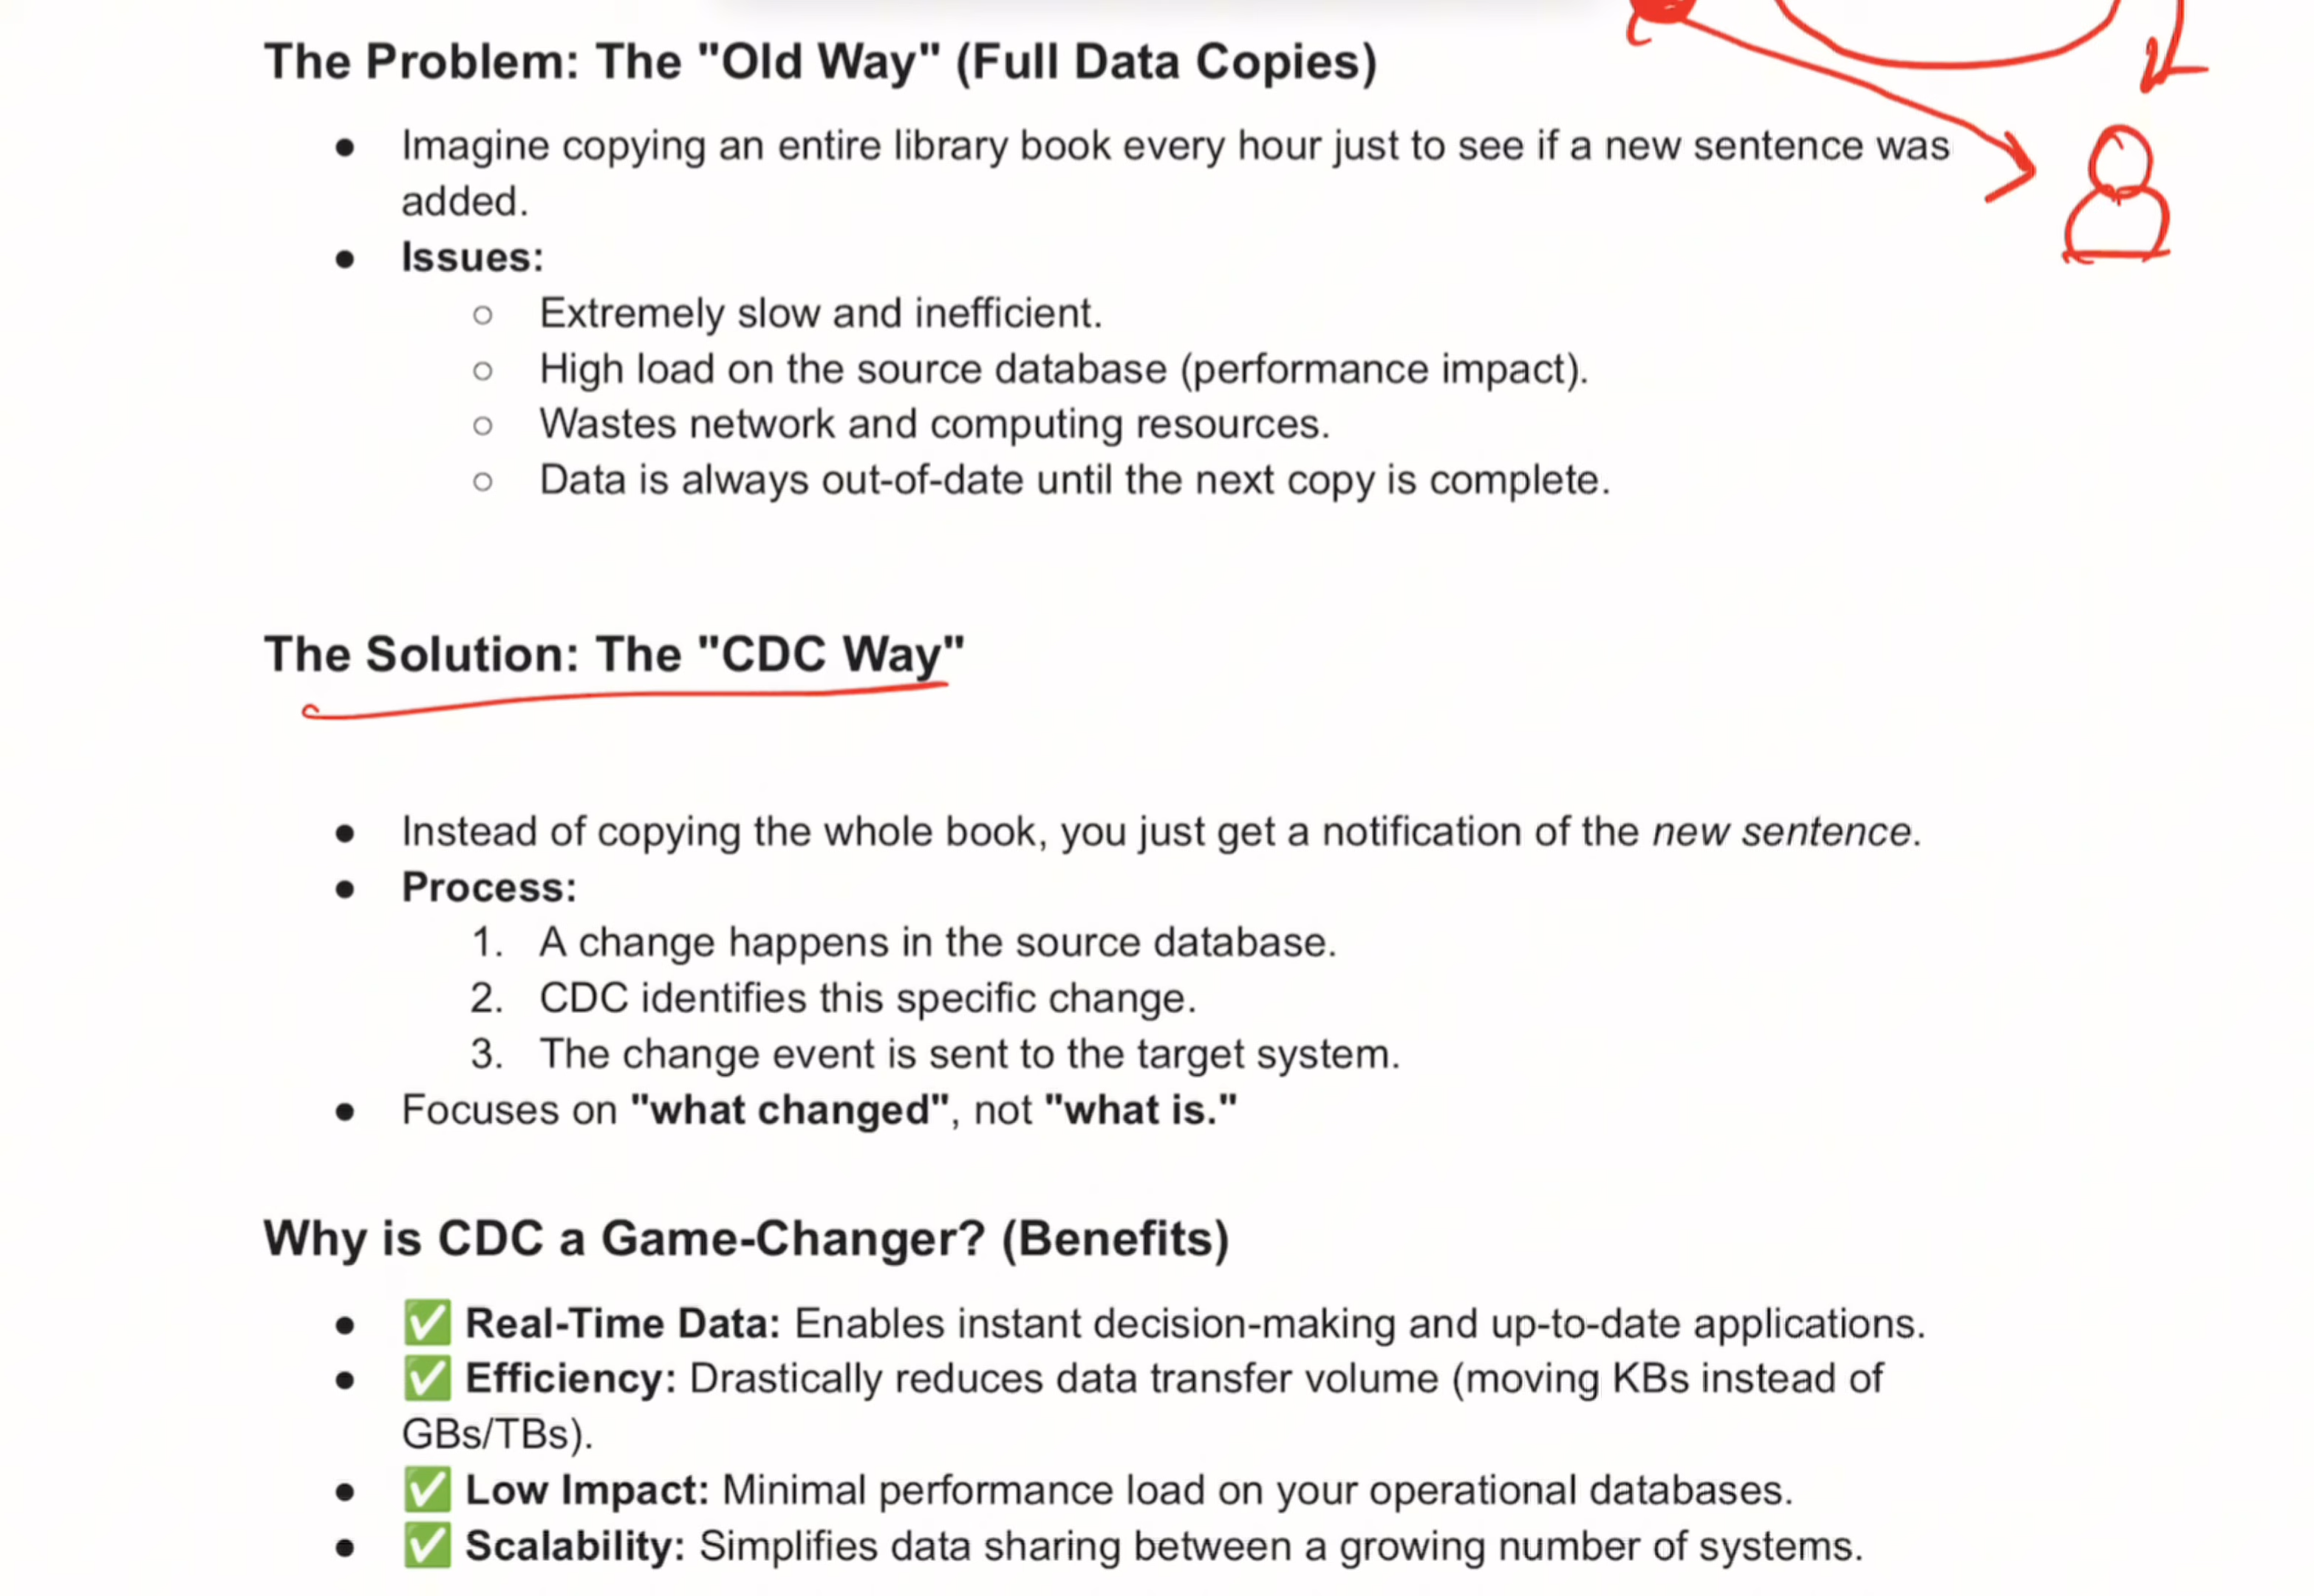 The Problem: The "Old Way" (Full Data Copies)
● Imagine copying an entire library book every hour just to see if a new sentence was
added.
● Issues:
○ Extremely slow and inefficient.
○ High load on the source database (performance impact).
○ Wastes network and computing resources.
○ Data is always out-of-date until the next copy is complete.
The Solution: The "CDC Way"
● Instead of copying the whole book, you just get a notification of the new sentence.
● Process:
1. A change happens in the source database.
2. CDC identifies this specific change.
3. The change event is sent to the target system.
● Focuses on "what changed", not "what is."
Why is CDC a Game-Changer? (Benefits)
● ✅ Real-Time Data: Enables instant decision-making and up-to-date applications.
● ✅ Efficiency: Drastically reduces data transfer volume (moving KBs instead of
GBs/TBs).
● ✅ Low Impact: Minimal performance load on your operational databases.
● ✅ Scalability: Simplifies data sharing between a growing number of systems.